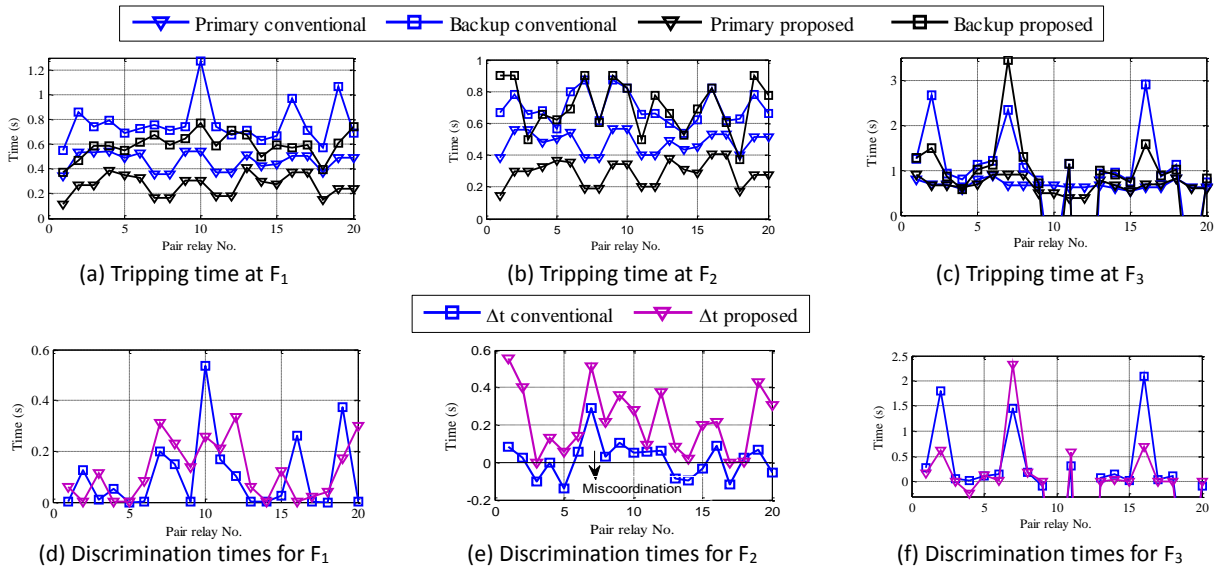 Primary conventional Backup conventional Primary proposed Backup proposed
Time (s)
1.2
1
0.8
0.6
0.4
0.2
0
0 5 10 15 20
Pair relay No.
(a) Tripping time at F1
Time (s)
1
0.8
0.6
0.4
0.2
0
0 5 10 15 20
Pair relay No.
(b) Tripping time at F2
Time (s)
3
2
1
0
0 5 10 15 20
Pair relay No.
(c) Tripping time at F3
Δt conventional Δt proposed
Time (s)
0.6
0.4
0.2
0
0 5 10 15 20
Pair relay No.
(d) Discrimination times for F1
Time (s)
0.6
0.4
0.2
0
-0.2
Miscoordination
0 5 10 15 20
Pair relay No.
(e) Discrimination times for F2
Time (s)
2.5
2
1.5
1
0.5
0
0 5 10 15 20
Pair relay No.
(f) Discrimination times for F3